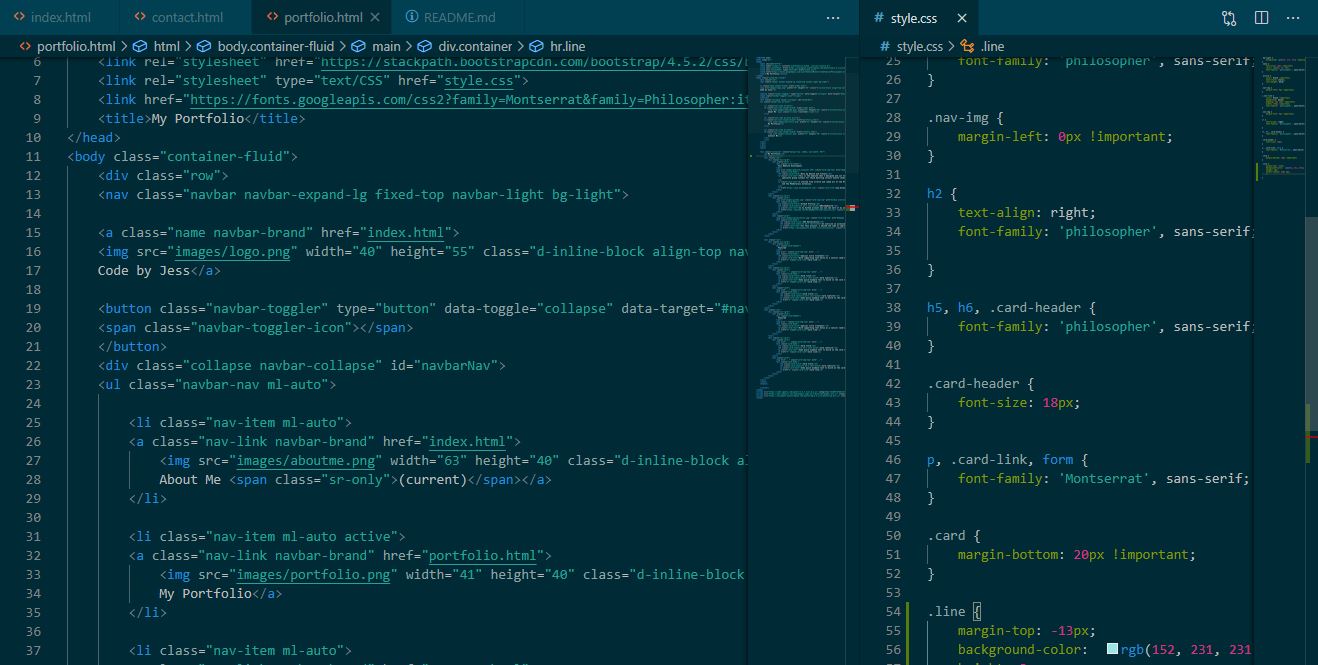 index.html
contact.html
portfolio.html
README.md
portfolio.html > html > body.container-fluid > main > div.container > hr.line
6 <link rel="stylesheet" href="https://stackpath.bootstrapcdn.com/bootstrap/4.5.2/css/b
7 <link rel="stylesheet" type="text/CSS" href="style.css">
8 <link href="https://fonts.googleapis.com/css2?family=Montserrat&family=Philosopher:it
9 <title>My Portfolio</title>
10 </head>
11 <body class="container-fluid">
12 <div class="row">
13 <nav class="navbar navbar-expand-lg fixed-top navbar-light bg-light">
14
15 <a class="name navbar-brand" href="index.html">
16 <img src="images/logo.png" width="40" height="55" class="d-inline-block align-top nav
17 Code by Jess</a>
18
19 <button class="navbar-toggler" type="button" data-toggle="collapse" data-target="#nav
20 <span class="navbar-toggler-icon"></span>
21 </button>
22 <div class="collapse navbar-collapse" id="navbarNav">
23 <ul class="navbar-nav ml-auto">
24
25 <li class="nav-item ml-auto">
26 <a class="nav-link navbar-brand" href="index.html">
27 <img src="images/aboutme.png" width="63" height="40" class="d-inline-block al
28 About Me <span class="sr-only">(current)</span></a>
29 </li>
30
31 <li class="nav-item ml-auto active">
32 <a class="nav-link navbar-brand" href="portfolio.html">
33 <img src="images/portfolio.png" width="41" height="40" class="d-inline-block
34 My Portfolio</a>
35 </li>
36
37 <li class="nav-item ml-auto">
# style.css
# style.css > .line
25 font-family: 'philosopher', sans-serif;
26 }
27
28 .nav-img {
29 margin-left: 0px !important;
30 }
31
32 h2 {
33 text-align: right;
34 font-family: 'philosopher', sans-serif;
35
36 }
37
38 h5, h6, .card-header {
39 font-family: 'philosopher', sans-serif;
40 }
41
42 .card-header {
43 font-size: 18px;
44 }
45
46 p, .card-link, form {
47 font-family: 'Montserrat', sans-serif;
48 }
49
50 .card {
51 margin-bottom: 20px !important;
52 }
53
54 .line {
55 margin-top: -13px;
56 background-color: rgb(152, 231, 231